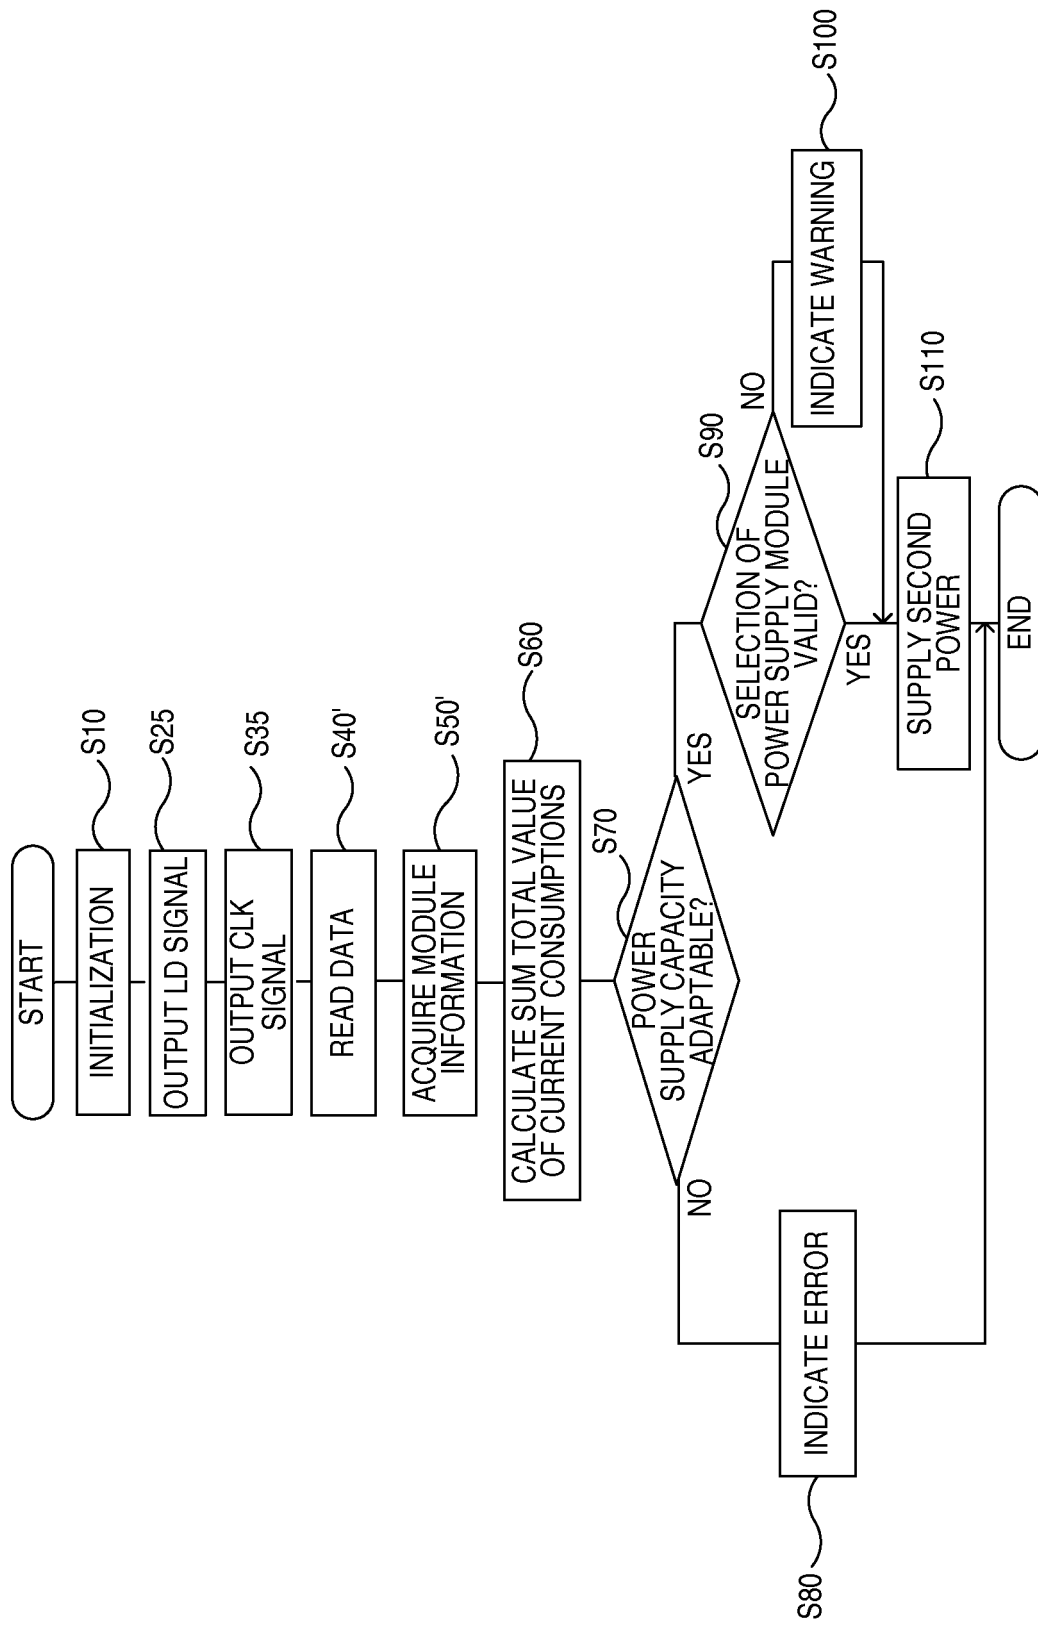 START
INITIALIZATION
S10
OUTPUT LD SIGNAL
S25
OUTPUT CLK
SIGNAL
S35
READ DATA
S40'
ACQUIRE MODULE
INFORMATION
S50'
CALCULATE SUM TOTAL VALUE
OF CURRENT CONSUMPTIONS
S60
POWER
SUPPLY CAPACITY
ADAPTABLE?
S70
NO
YES
INDICATE ERROR
S80
SELECTION OF
POWER SUPPLY MODULE
VALID?
S90
NO
YES
INDICATE WARNING
S100
SUPPLY SECOND
POWER
S110
END